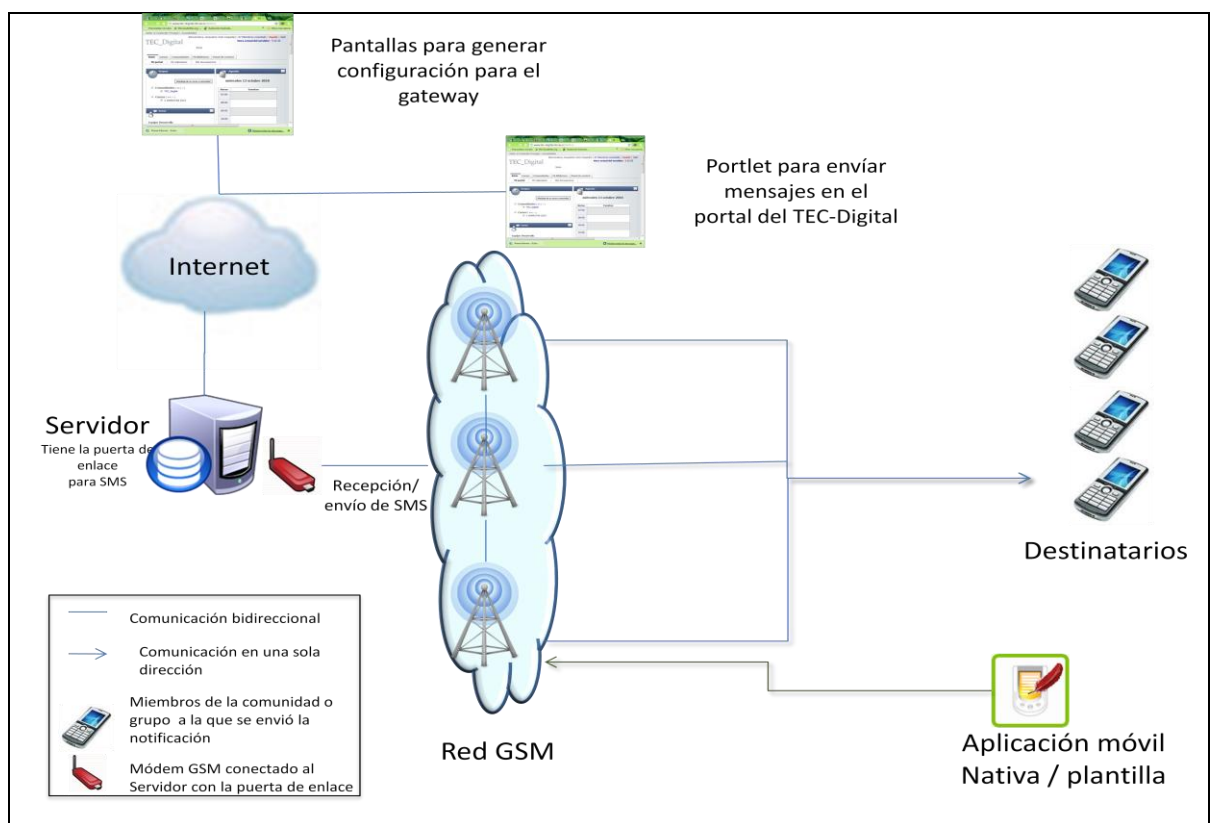 TEC_Digital
Pantallas para generar
configuración para el
gateway
TEC_Digital
Portlet para envíar
mensajes en el
portal del TEC-Digital
Internet
Servidor
Tiene la puerta de
enlace
para SMS
Recepción/
envío de SMS
Destinatarios
Comunicación bidireccional
Comunicación en una sola
dirección
Miembros de la comunidad o
grupo a la que se envió la
notificación
Módem GSM conectado al
Servidor con la puerta de enlace
Red GSM
Aplicación móvil
Nativa / plantilla